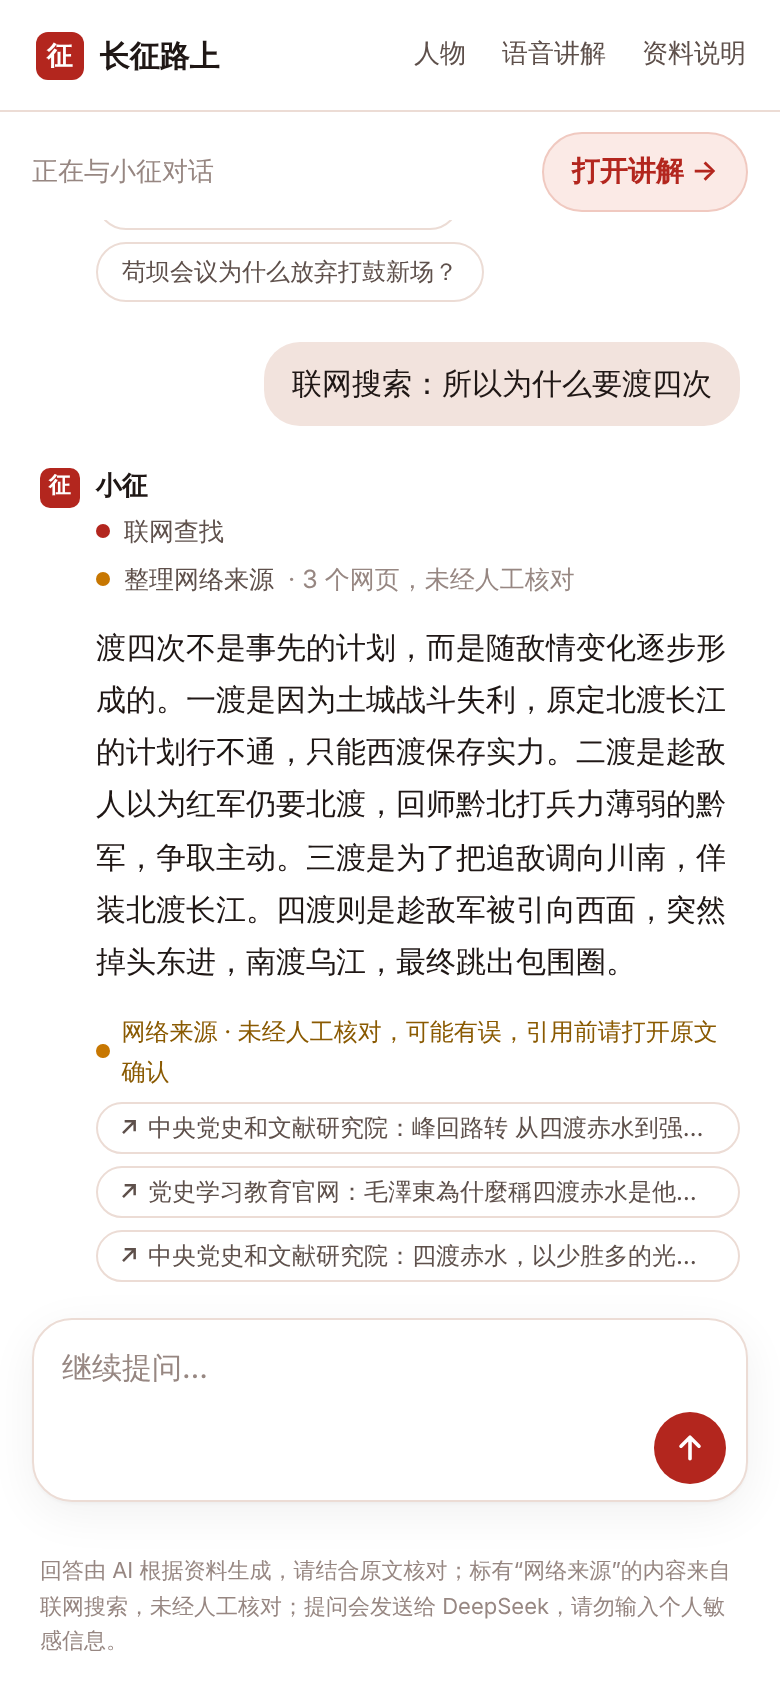 征 长征路上 人物 语音讲解 资料说明
正在与小征对话 打开讲解 →
苟坝会议为什么放弃打鼓新场？
联网搜索：所以为什么要渡四次
征 小征
联网查找
整理网络来源 · 3 个网页，未经人工核对
渡四次不是事先的计划，而是随敌情变化逐步形
成的。一渡是因为土城战斗失利，原定北渡长江
的计划行不通，只能西渡保存实力。二渡是趁敌
人以为红军仍要北渡，回师黔北打兵力薄弱的黔
军，争取主动。三渡是为了把追敌调向川南，佯
装北渡长江。四渡则是趁敌军被引向西面，突然
掉头东进，南渡乌江，最终跳出包围圈。
网络来源 · 未经人工核对，可能有误，引用前请打开原文
确认
↗ 中央党史和文献研究院：峰回路转 从四渡赤水到强...
↗ 党史学习教育官网：毛澤東為什麼稱四渡赤水是他...
↗ 中央党史和文献研究院：四渡赤水，以少胜多的光...
继续提问...
回答由 AI 根据资料生成，请结合原文核对；标有“网络来源”的内容来自
联网搜索，未经人工核对；提问会发送给 DeepSeek，请勿输入个人敏
感信息。